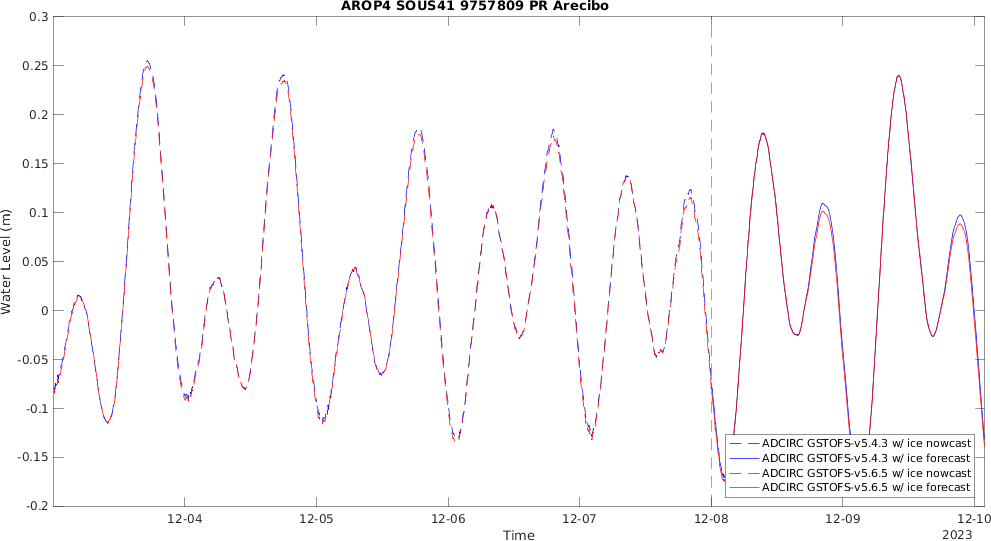 AROP4 SOUS41 9757809 PR Arecibo
0.3
0.25
0.2
0.15
0.1
0.05
0
-0.05
-0.1
-0.15
-0.2
Water Level (m)
ADCIRC GSTOFS-v5.4.3 w/ ice nowcast
ADCIRC GSTOFS-v5.4.3 w/ ice forecast
ADCIRC GSTOFS-v5.6.5 w/ ice nowcast
ADCIRC GSTOFS-v5.6.5 w/ ice forecast
12-04 12-05 12-06 12-07 12-08 12-09 12-10
Time
2023